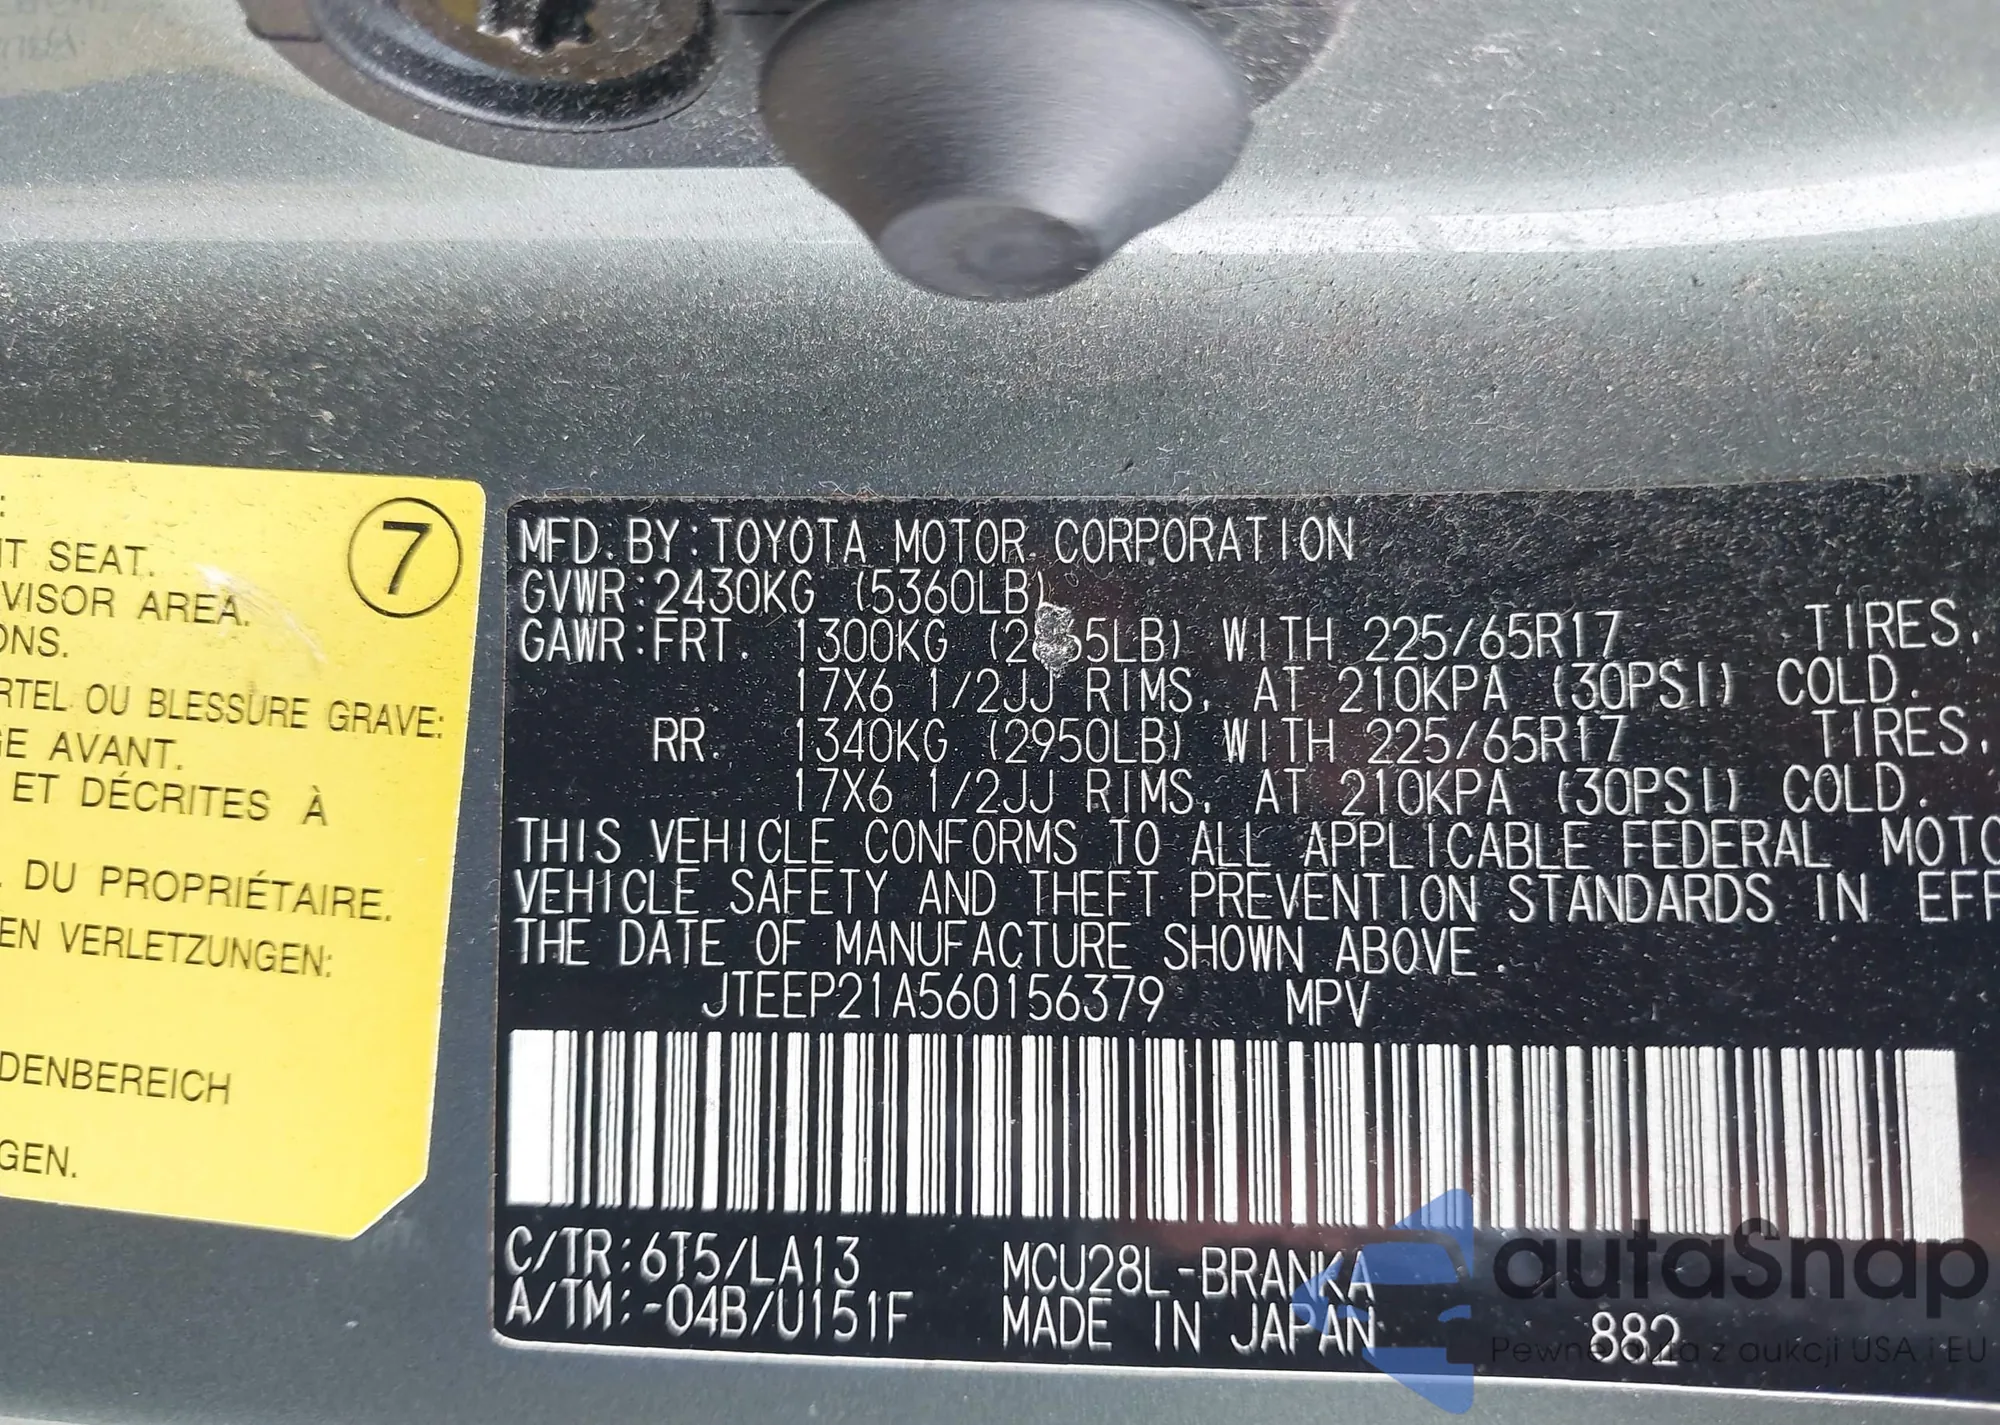 :
7
IT SEAT.
VISOR AREA.
ONS.
RTEL OU BLESSURE GRAVE:
GE AVANT.
ET DÉCRITES À
. DU PROPRIÉTAIRE.
EN VERLETZUNGEN:
DENBEREICH
GEN.
MFD. BY:TOYOTA MOTOR CORPORATION
GVWR:2430KG (5360LB)
GAWR:FRT. 1300KG WITH 225/65R17 TIRES,
17X6 1/2JJ RIMS, AT 210KPA (30PSI) COLD.
RR 1340KG (2950LB) WITH 225/65R17 TIRES,
17X6 1/2JJ RIMS, AT 210KPA (30PSI) COLD.
THIS VEHICLE CONFORMS TO ALL APPLICABLE FEDERAL MOTO
VEHICLE SAFETY AND THEFT PREVENTION STANDARDS IN EFF
THE DATE OF MANUFACTURE SHOWN ABOVE.
JTEEP21A560156379 MPV
C/TR:6T5/LA13 MCU28L-BRANKA
A/TM:-04B/U151F MADE IN JAPAN 882
autaSnap
Pewne auta z aukcji USA i EU